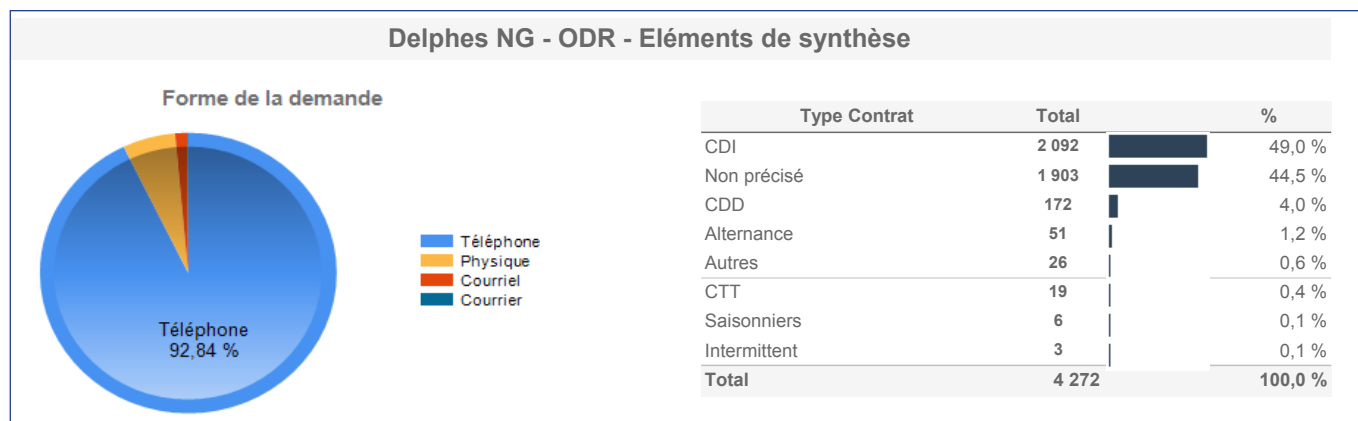 Delphes NG - ODR - Eléments de synthèse
Forme de la demande
Téléphone
92,84 %
Téléphone
Physique
Courriel
Courrier
Type Contrat Total %
CDI 2 092 49,0 %
Non précisé 1 903 44,5 %
CDD 172 4,0 %
Alternance 51 1,2 %
Autres 26 0,6 %
CTT 19 0,4 %
Saisonniers 6 0,1 %
Intermittent 3 0,1 %
Total 4 272 100,0 %